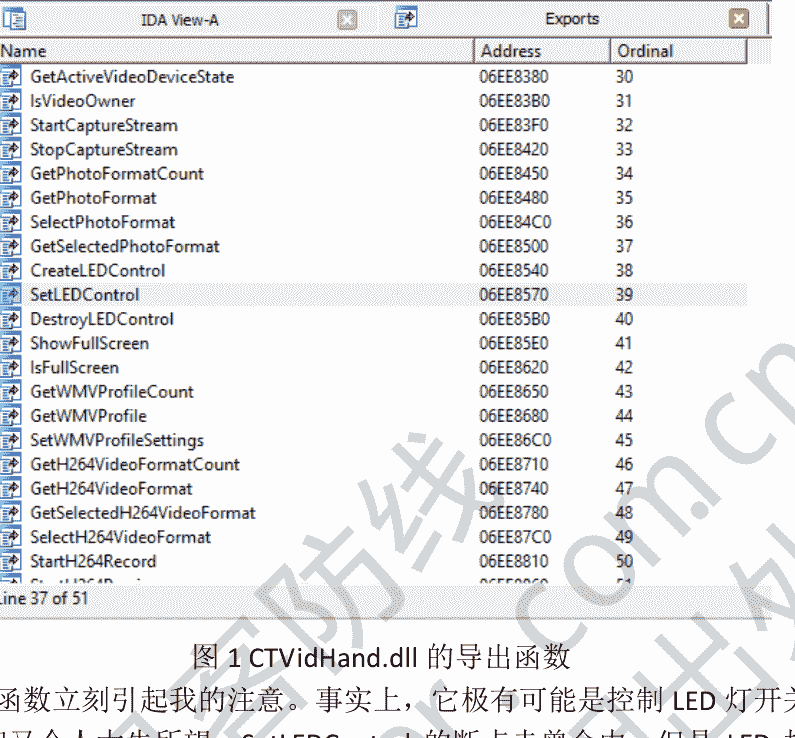 IDA View-A Exports
Name Address Ordinal
GetActiveVideoDeviceState 06EE8380 30
IsVideoOwner 06EE83B0 31
StartCaptureStream 06EE83F0 32
StopCaptureStream 06EE8420 33
GetPhotoFormatCount 06EE8450 34
GetPhotoFormat 06EE8480 35
SelectPhotoFormat 06EE84C0 36
GetSelectedPhotoFormat 06EE8500 37
CreateLEDControl 06EE8540 38
SetLEDControl 06EE8570 39
DestroyLEDControl 06EE85B0 40
ShowFullScreen 06EE85E0 41
IsFullScreen 06EE8620 42
GetWMVProfileCount 06EE8650 43
GetWMVProfile 06EE8680 44
SetWMVProfileSettings 06EE86C0 45
GetH264VideoFormatCount 06EE8710 46
GetH264VideoFormat 06EE8740 47
GetSelectedH264VideoFormat 06EE8780 48
SelectH264VideoFormat 06EE87C0 49
StartH264Record 06EE8810 50
Line 37 of 51
图 1 CTVidHand.dll 的导出函数
函数立刻引起我的注意。事实上，它极有可能是控制 LED 灯开关